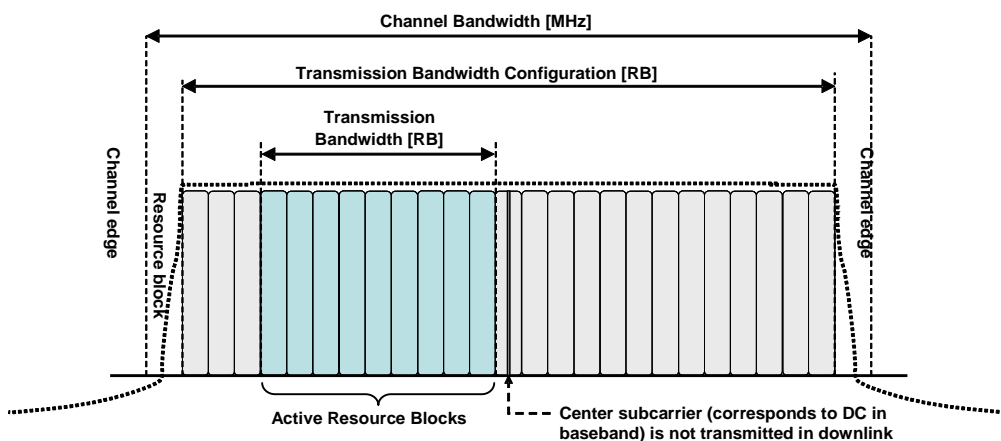 Channel Bandwidth [MHz]
Transmission Bandwidth Configuration [RB]
Transmission
Bandwidth [RB]
Channel edge
Resource block
Channel edge
Active Resource Blocks
Center subcarrier (corresponds to DC in
baseband) is not transmitted in downlink